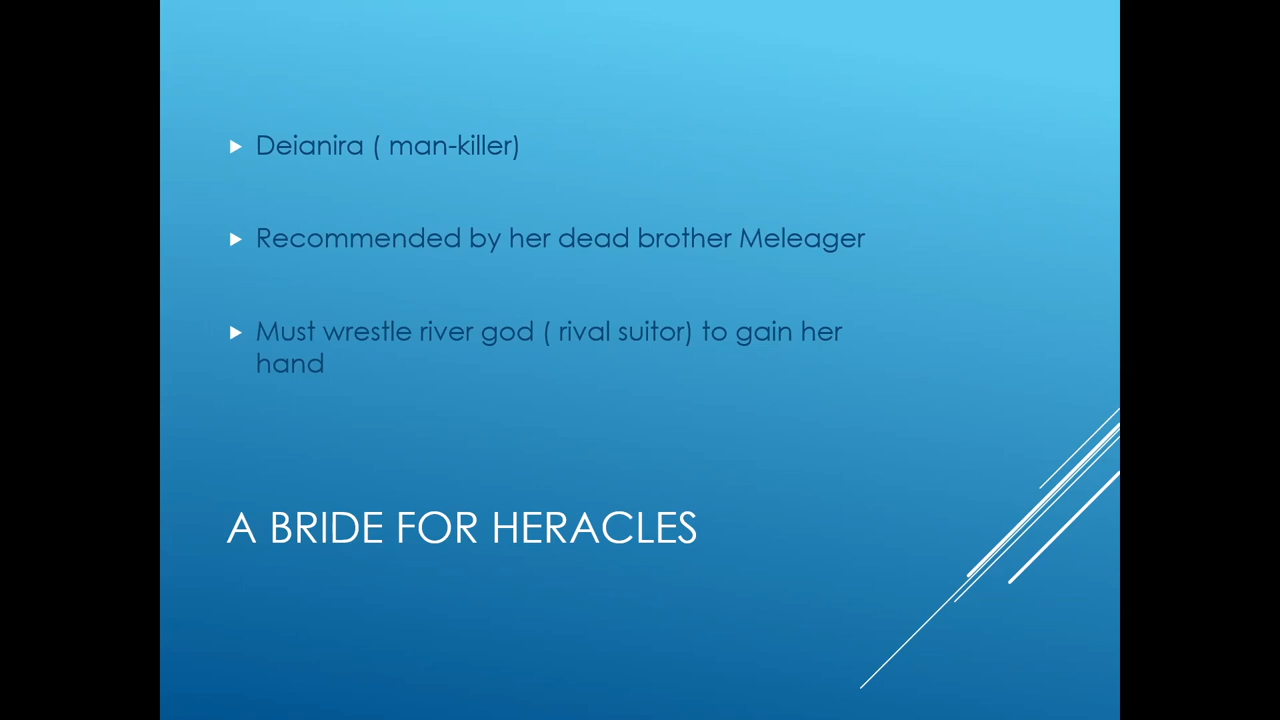 Deianira ( man-killer)
Recommended by her dead brother Meleager
Must wrestle river god ( rival suitor) to gain her
hand
A BRIDE FOR HERACLES